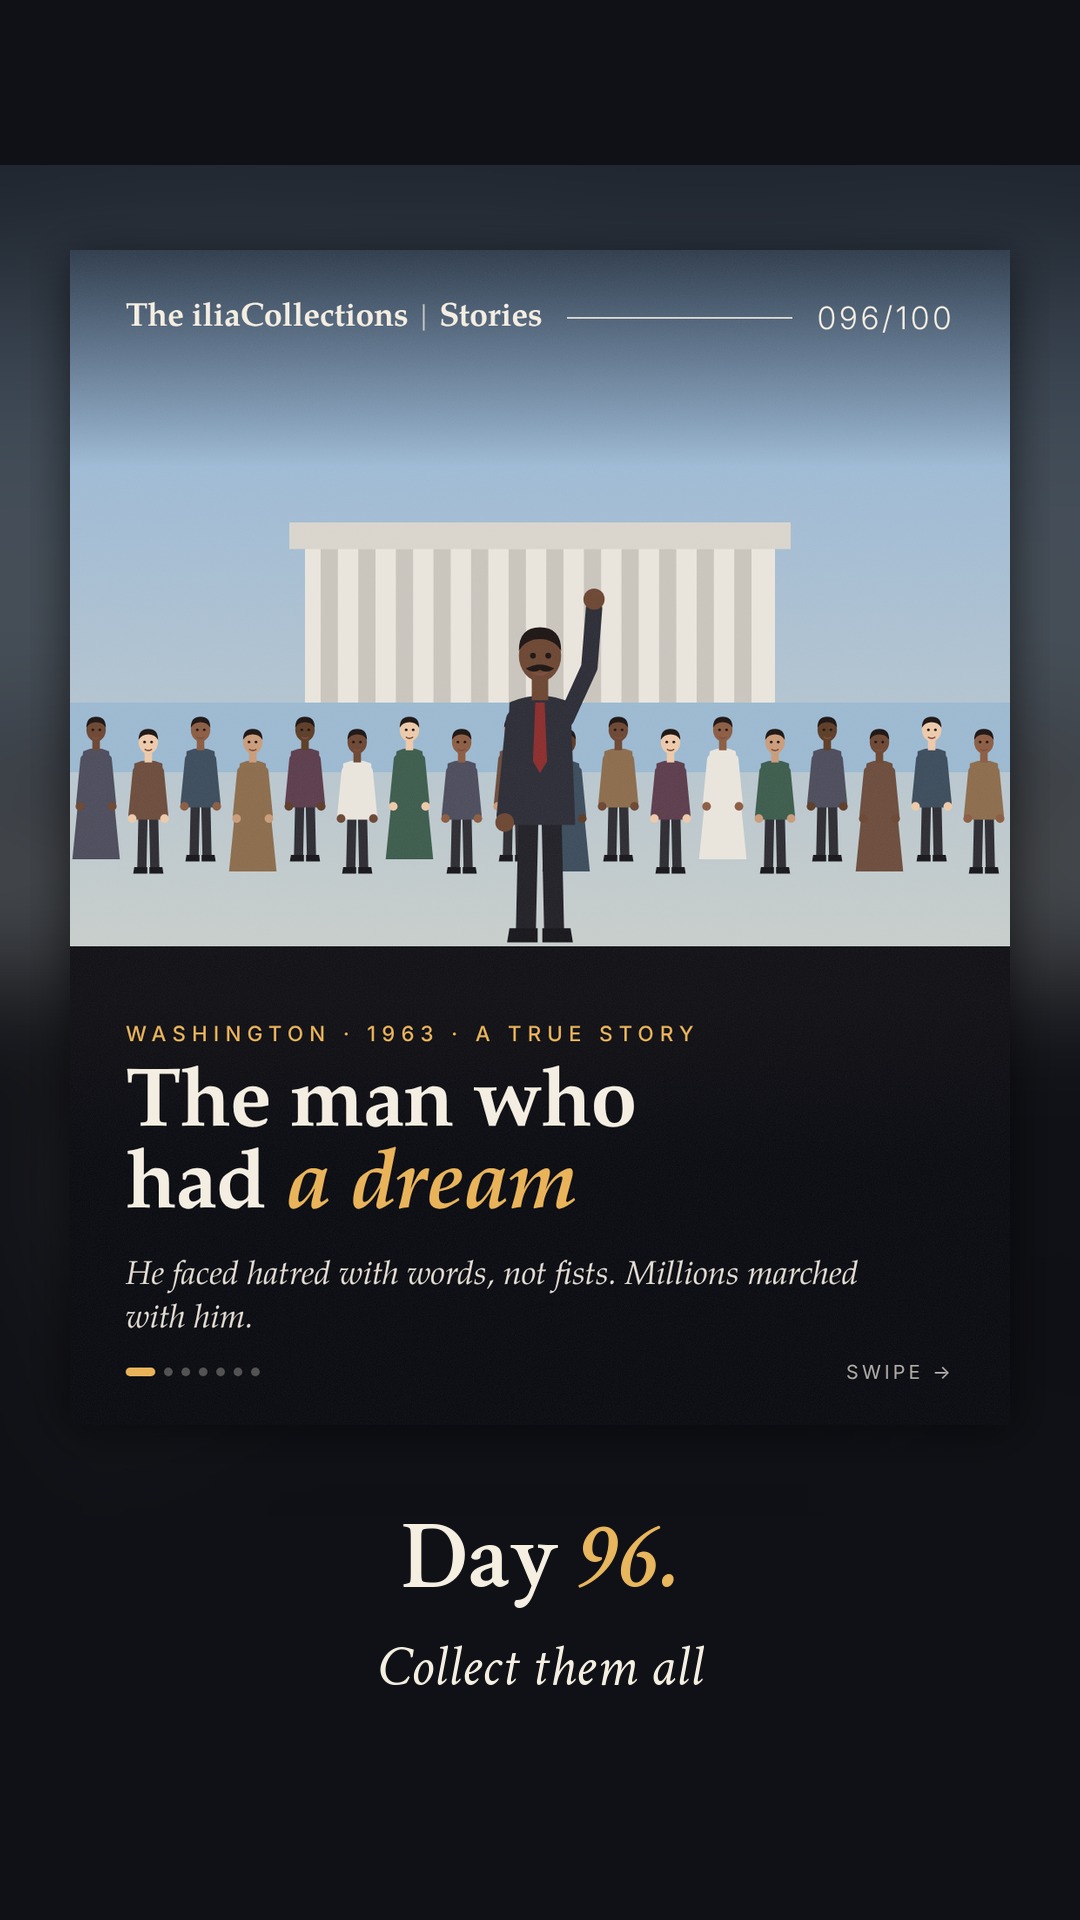 The iliaCollections | Stories 096/100
WASHINGTON · 1963 · A TRUE STORY
The man who
had a dream
He faced hatred with words, not fists. Millions marched
with him.
SWIPE →
Day 96.
Collect them all